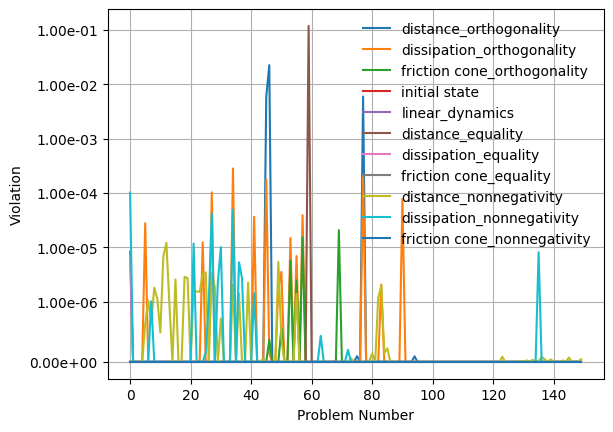 1.00e-01
1.00e-02
1.00e-03
1.00e-04
1.00e-05
1.00e-06
0.00e+00
Violation
distance_orthogonality
dissipation_orthogonality
friction cone_orthogonality
initial state
linear_dynamics
distance_equality
dissipation_equality
friction cone_equality
distance_nonnegativity
dissipation_nonnegativity
friction cone_nonnegativity
0 20 40 60 80 100 120 140
Problem Number